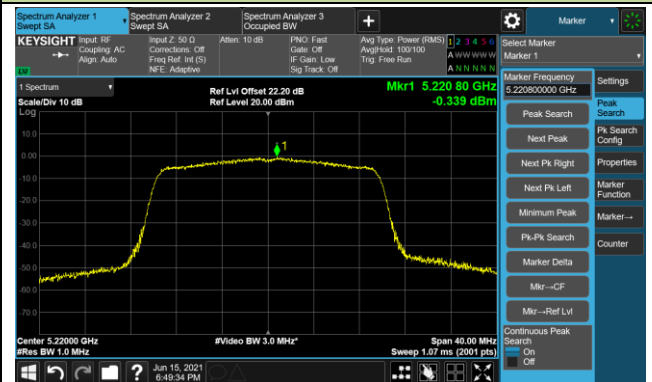 Spectrum Analyzer 1
Swept SA
Spectrum Analyzer 2
Swept SA
Spectrum Analyzer 3
Occupied BW
+
Marker
KEYSIGHT
Input: RF
Coupling: AC
Align: Auto
Input Z: 50 Ω
Corrections: Off
Freq Ref: Int (S)
NFE: Adaptive
Atten: 10 dB
PNO: Fast
Gate: Off
IF Gain: Low
Sig Track: Off
Avg Type: Power (RMS)
Avg|Hold: 100/100
Trig: Free Run
1 2 3 4 5 6
A W W W W W
A N N N N N
LXI
Select Marker
Marker 1
1 Spectrum
Scale/Div 10 dB
Log
Ref Lvl Offset 22.20 dB
Ref Level 20.00 dBm
Mkr1 5.220 80 GHz
-0.339 dBm
1
10.0
0.00
-10.0
-20.0
-30.0
-40.0
-50.0
-60.0
-70.0
Center 5.22000 GHz
#Res BW 1.0 MHz
#Video BW 3.0 MHz*
Span 40.00 MHz
Sweep 1.07 ms (2001 pts)
Marker Frequency
5.220800000 GHz
Peak Search
Next Peak
Next Pk Right
Next Pk Left
Minimum Peak
Pk-Pk Search
Marker Delta
Mkr→CF
Mkr→Ref Lvl
Continuous Peak
Search
On
Off
Settings
Peak
Search
Pk Search
Config
Properties
Marker
Function
Marker→
Counter
?
Jun 15, 2021
6:49:34 PM